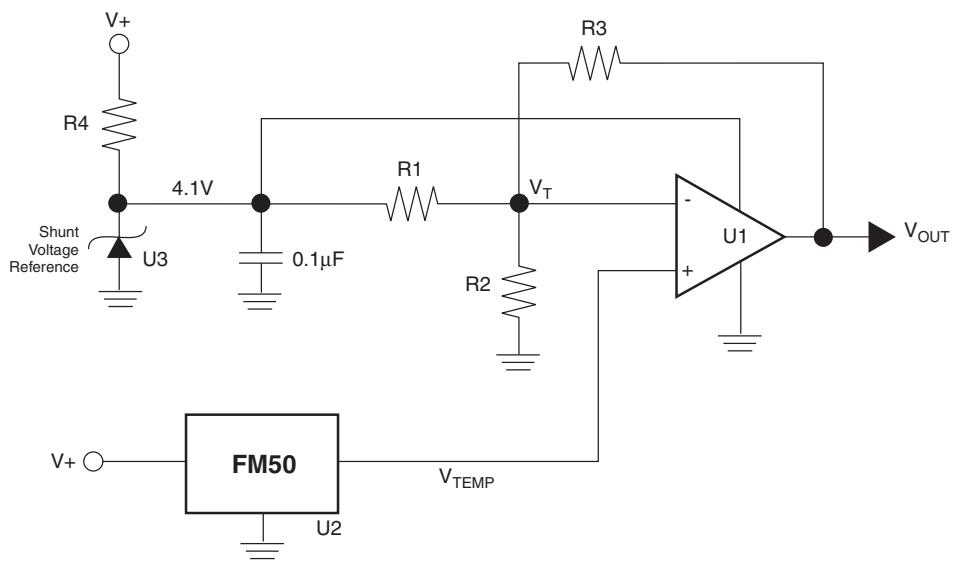 V+
R3
R4
R1
4.1V
VT
-
U1
VOUT
Shunt
Voltage
Reference
U3
0.1µF
R2
+
V+
FM50
VTEMP
U2